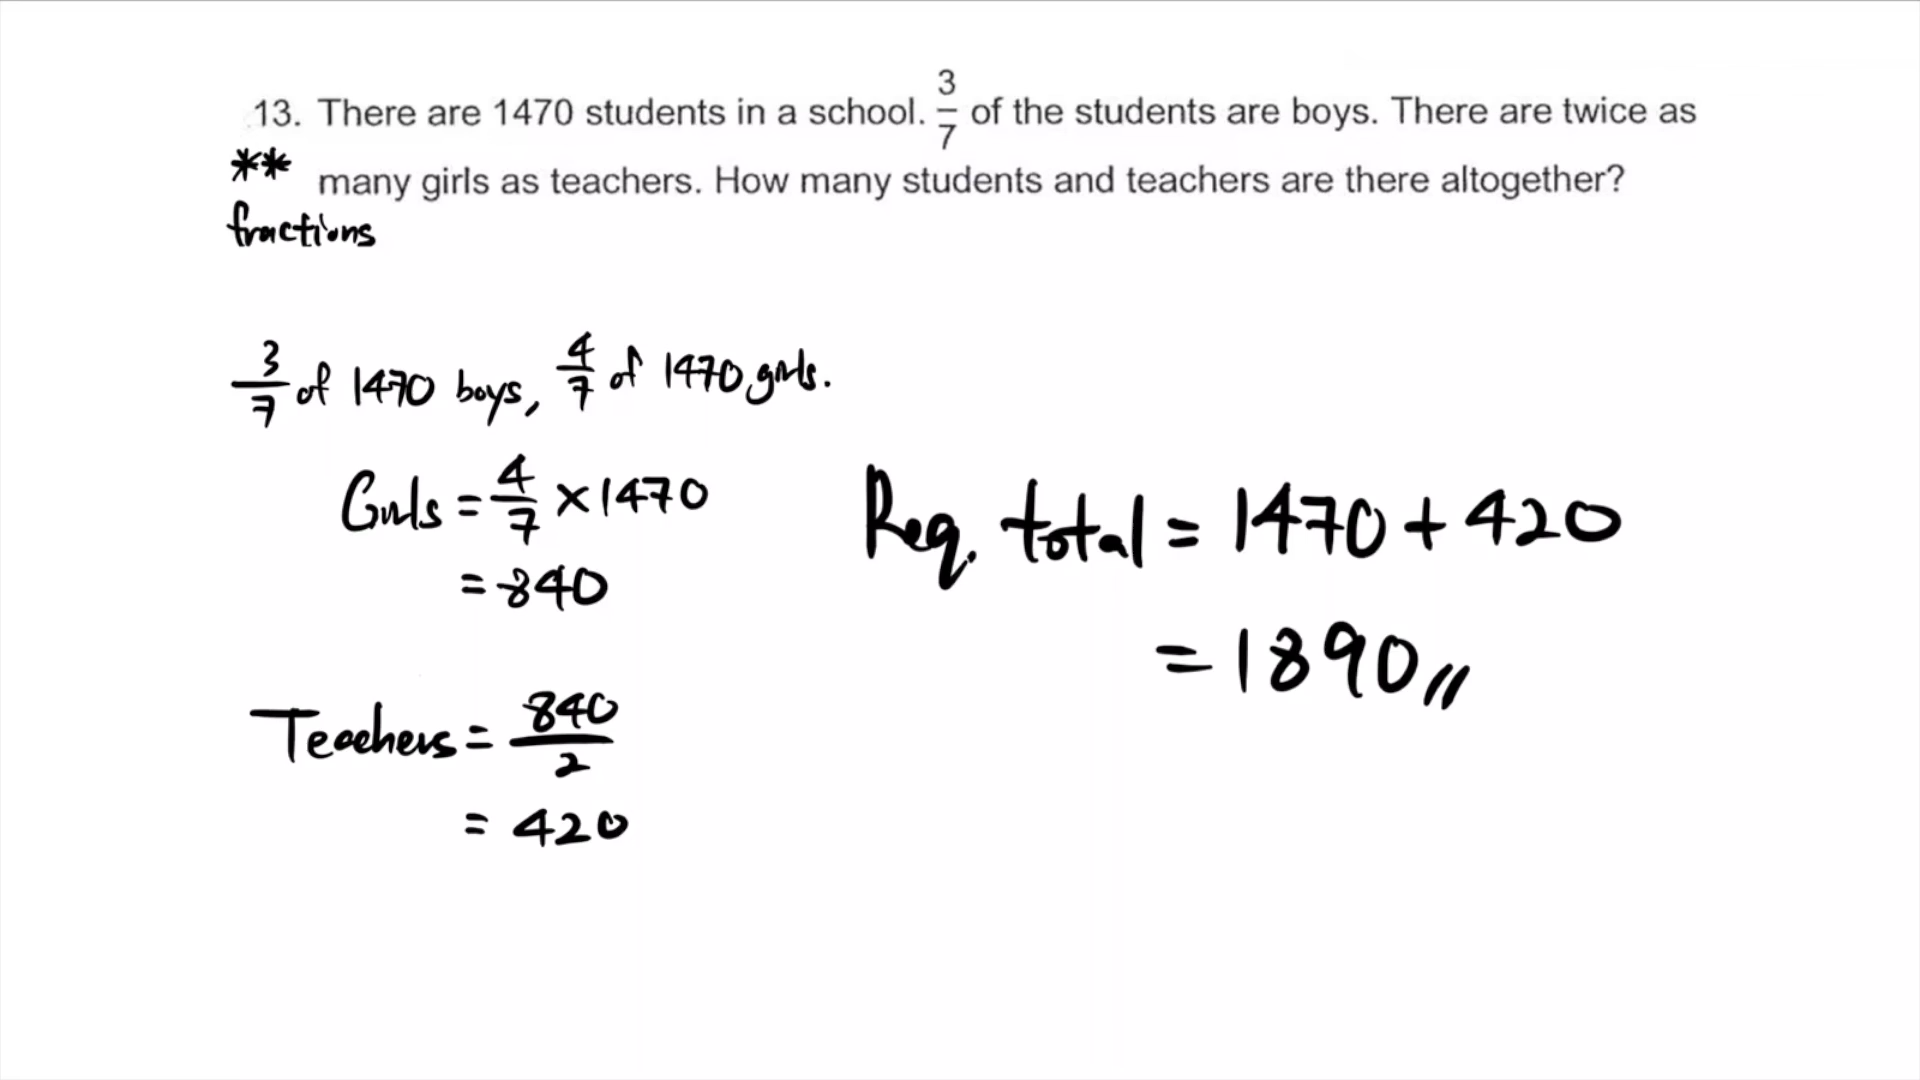 13. There are 1470 students in a school. 3/7 of the students are boys. There are twice as
**
many girls as teachers. How many students and teachers are there altogether?
fractions
3/7 of 1470 boys, 4/7 of 1470 girls.
Girls = 4/7 × 1470
= 840
Teachers = 840/2
= 420
Req. total = 1470 + 420
= 1890 //